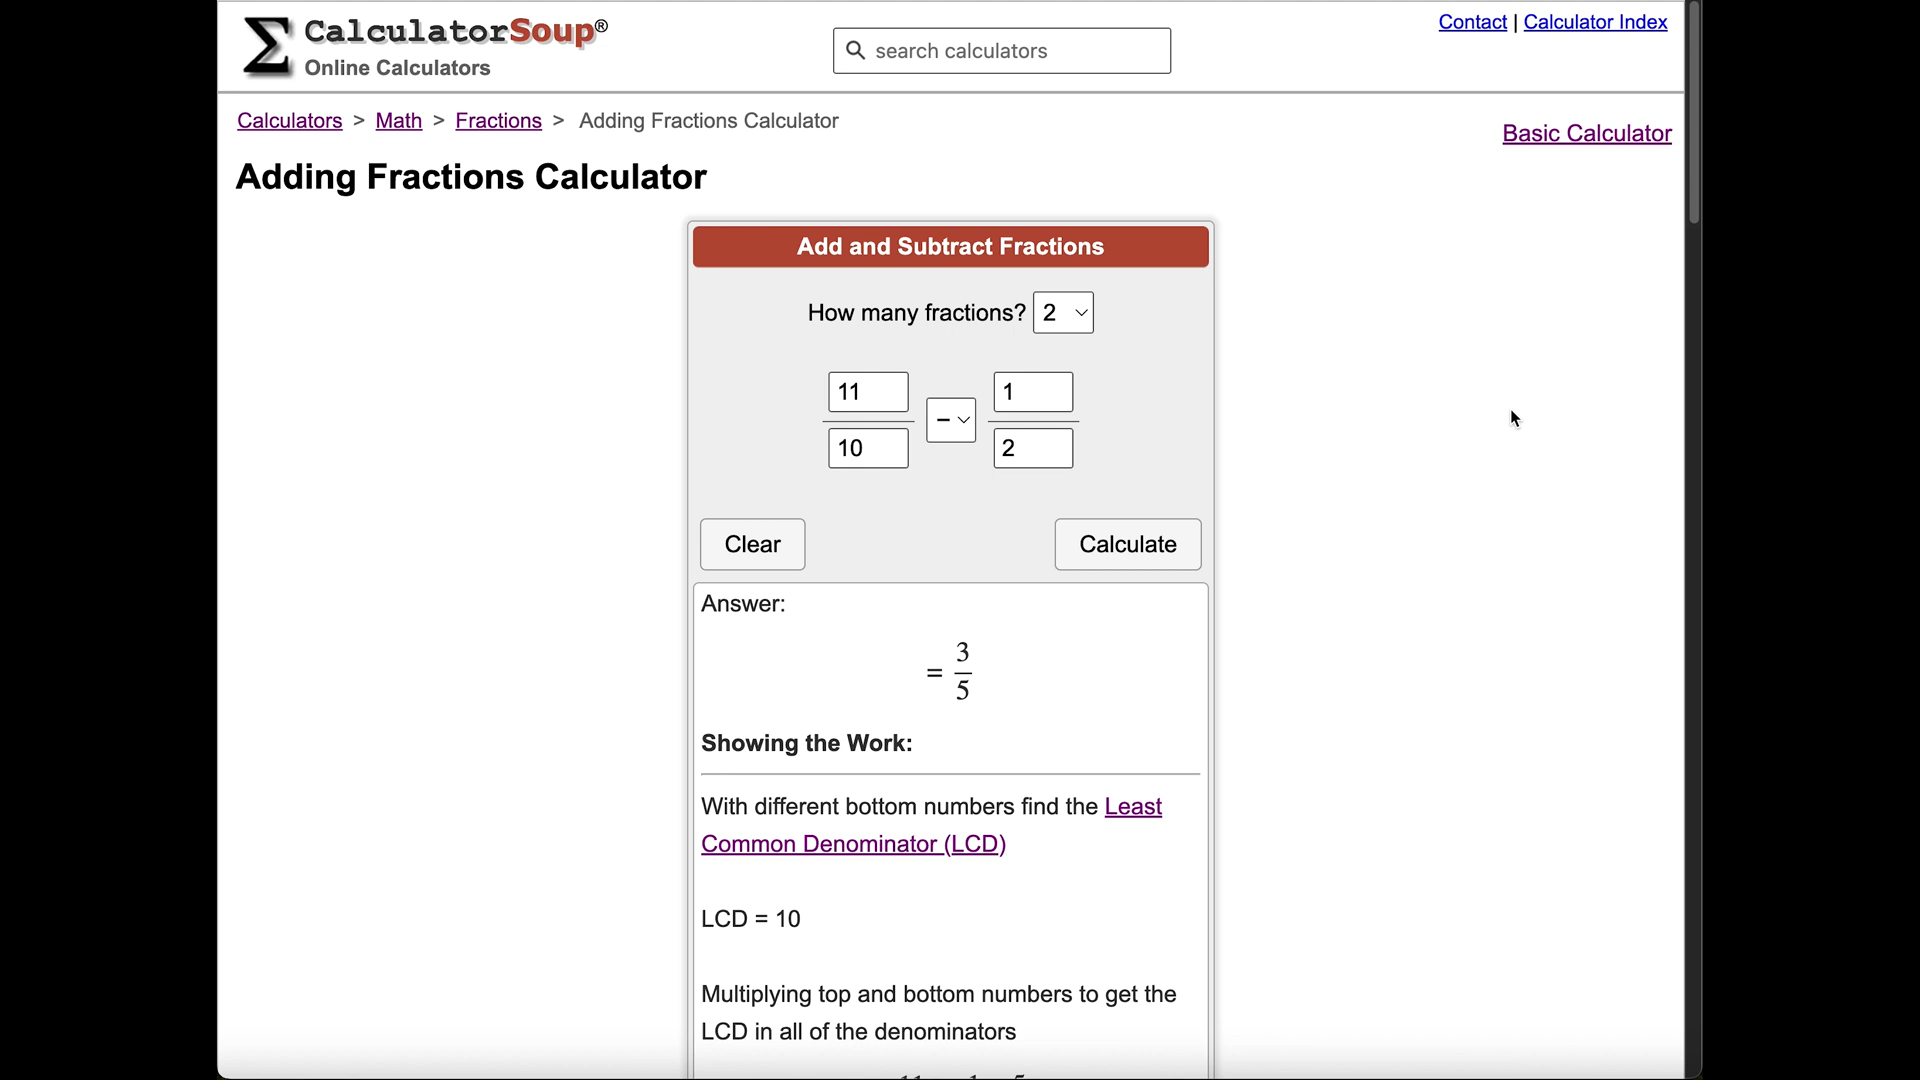 CalculatorSoup®
Online Calculators
search calculators
Contact | Calculator Index
Calculators > Math > Fractions > Adding Fractions Calculator
Basic Calculator
Adding Fractions Calculator
Add and Subtract Fractions
How many fractions? 2
11
10
−
1
2
Clear
Calculate
Answer:
= 3/5
Showing the Work:
With different bottom numbers find the Least
Common Denominator (LCD)
LCD = 10
Multiplying top and bottom numbers to get the
LCD in all of the denominators